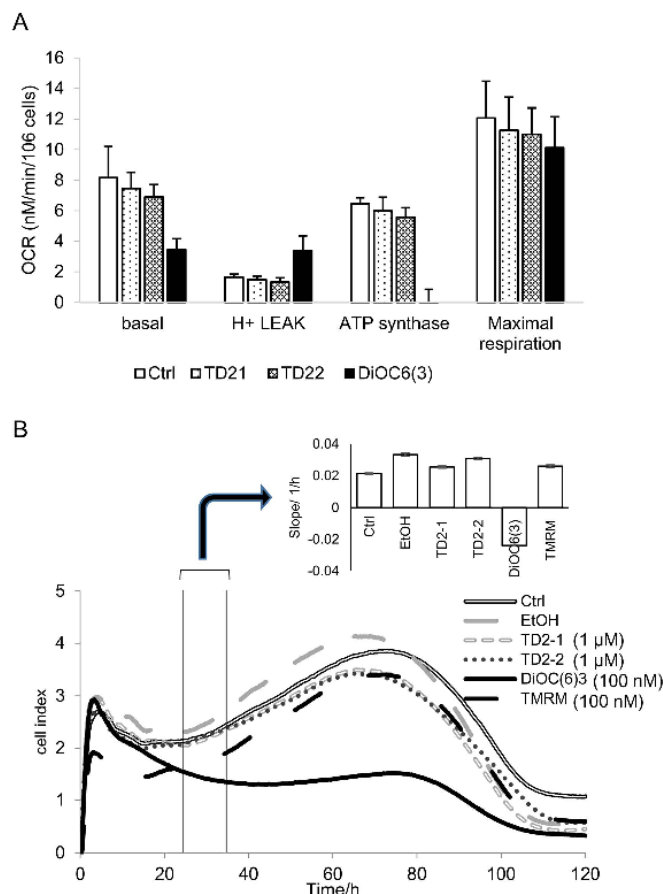 A
OCR (nM/min/106 cells)
16
14
12
10
8
6
4
2
0
basal
H+ LEAK
ATP synthase
Maximal
respiration
Ctrl
TD21
TD22
DiOC6(3)
B
Slope/ 1/h
0.04
0.02
0
-0.02
-0.04
Ctrl
EtOH
TD2-1
TD2-2
DiOC6(3)
TMRM
cell index
5
4
3
2
1
0
Ctrl
EtOH
TD2-1 (1 µM)
TD2-2 (1 µM)
DiOC(6)3 (100 nM)
TMRM (100 nM)
0
20
40
60
80
100
120
Time/h